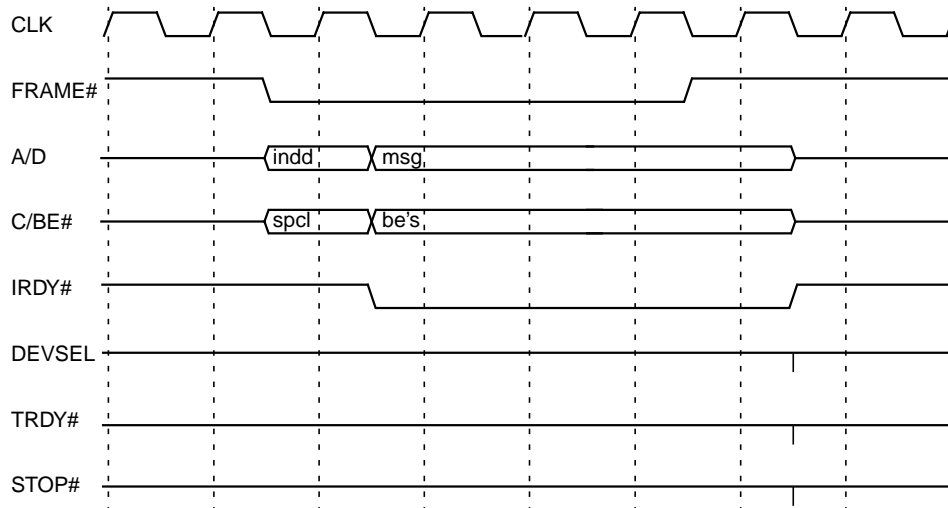 CLK
FRAME#
A/D indd msg
C/BE# spcl be's
IRDY#
DEVSEL
TRDY#
STOP#